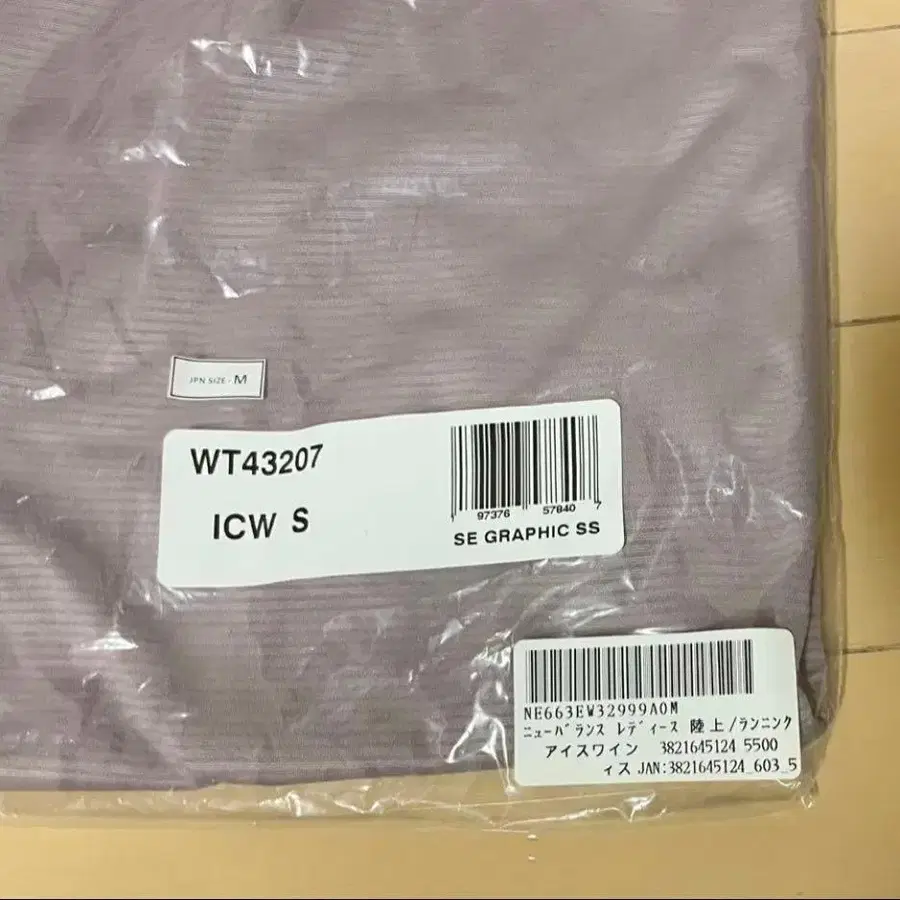 JPN SIZE - M
WT43207
ICW S
1 97376 57840 7
SE GRAPHIC SS
NE663EW32999A0M
ニューバランス レディース 陸上/ランニンク
アイスワイン 3821645124 5500
ィス JAN:3821645124_603_5